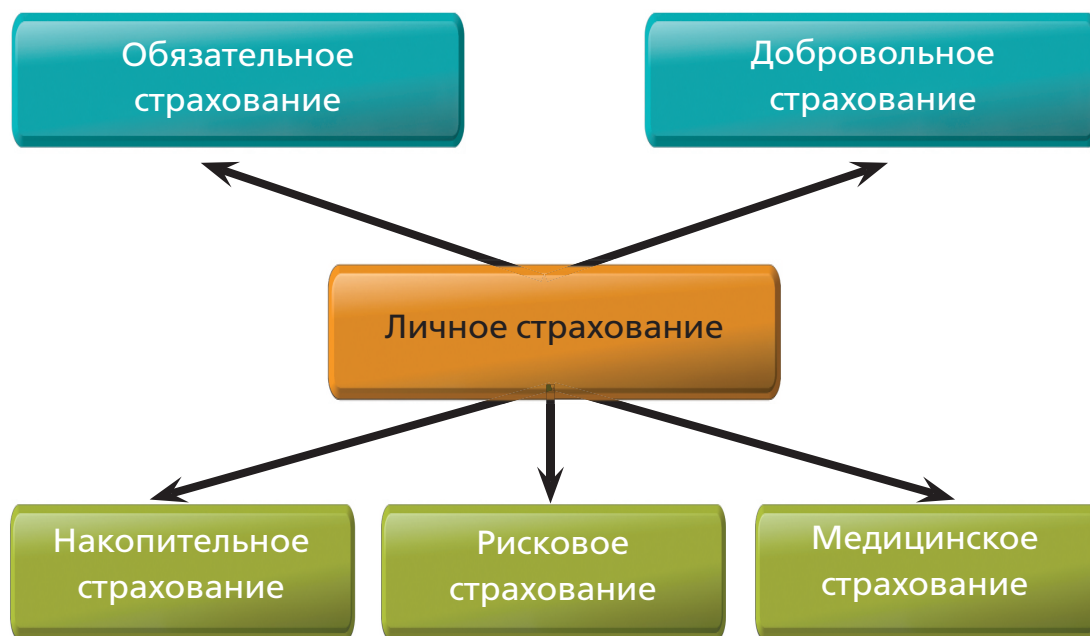 Обязательное
страхование
Добровольное
страхование
Личное страхование
Накопительное
страхование
Рисковое
страхование
Медицинское
страхование